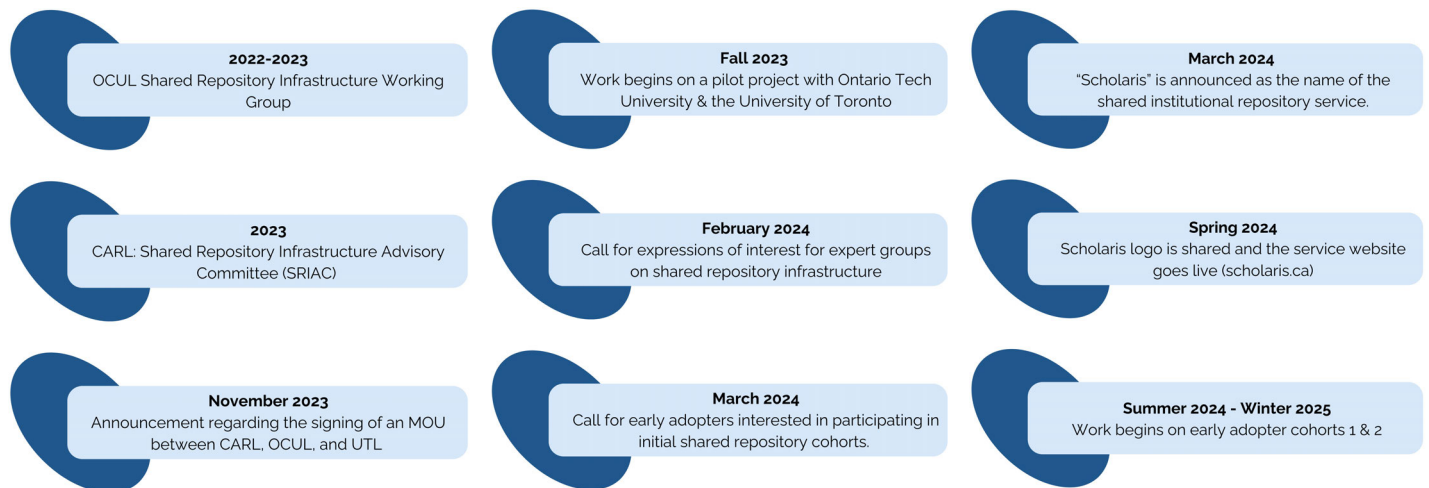 2022-2023
OCUL Shared Repository Infrastructure Working
Group
2023
CARL: Shared Repository Infrastructure Advisory
Committee (SRIAC)
November 2023
Announcement regarding the signing of an MOU
between CARL, OCUL, and UTL
Fall 2023
Work begins on a pilot project with Ontario Tech
University & the University of Toronto
February 2024
Call for expressions of interest for expert groups
on shared repository infrastructure
March 2024
Call for early adopters interested in participating in
initial shared repository cohorts.
March 2024
“Scholaris” is announced as the name of the
shared institutional repository service.
Spring 2024
Scholaris logo is shared and the service website
goes live (scholaris.ca)
Summer 2024 - Winter 2025
Work begins on early adopter cohorts 1 & 2